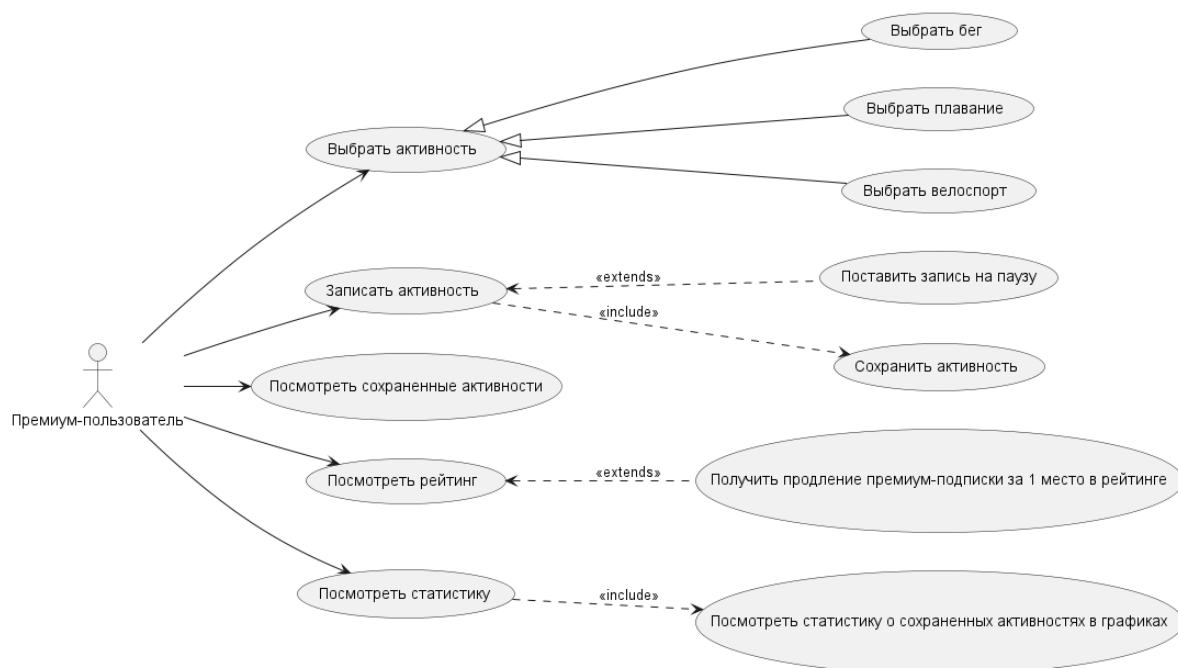 Выбрать бег
Выбрать плавание
Выбрать активность
Выбрать велоспорт
«extends»
Поставить запись на паузу
Записать активность
«include»
Сохранить активность
Посмотреть сохраненные активности
Премиум-пользователь
«extends»
Посмотреть рейтинг
Получить продление премиум-подписки за 1 место в рейтинге
Посмотреть статистику
«include»
Посмотреть статистику о сохраненных активностях в графиках